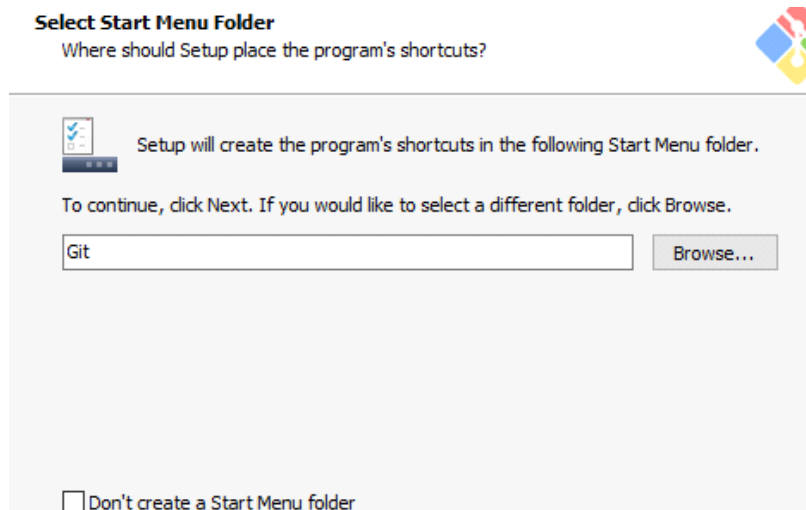 Select Start Menu Folder
Where should Setup place the program's shortcuts?
Setup will create the program's shortcuts in the following Start Menu folder.
To continue, click Next. If you would like to select a different folder, click Browse.
Git
Browse...
Don't create a Start Menu folder